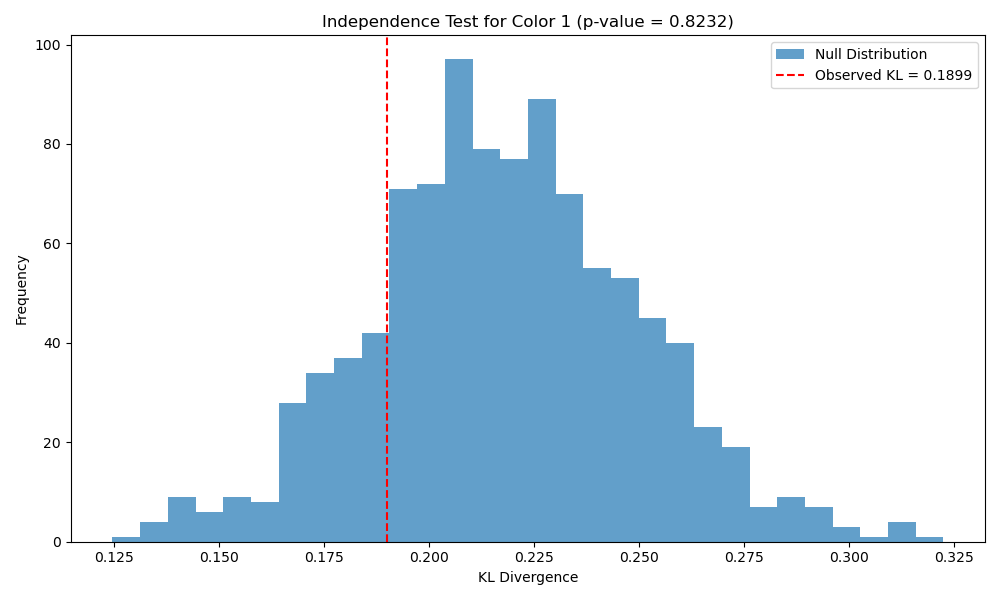 Independence Test for Color 1 (p-value = 0.8232)
Null Distribution
Observed KL = 0.1899
Frequency
100
80
60
40
20
0
0.125 0.150 0.175 0.200 0.225 0.250 0.275 0.300 0.325
KL Divergence